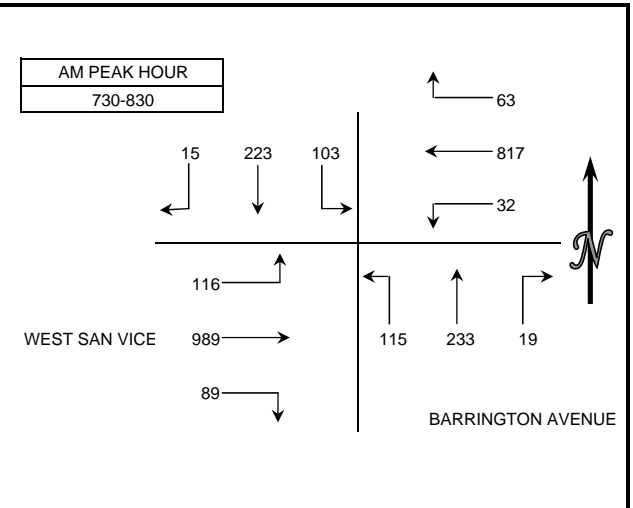 AM PEAK HOUR
730-830
63
15 223 103
817
32
N
116
WEST SAN VICE 989
115 233 19
89
BARRINGTON AVENUE